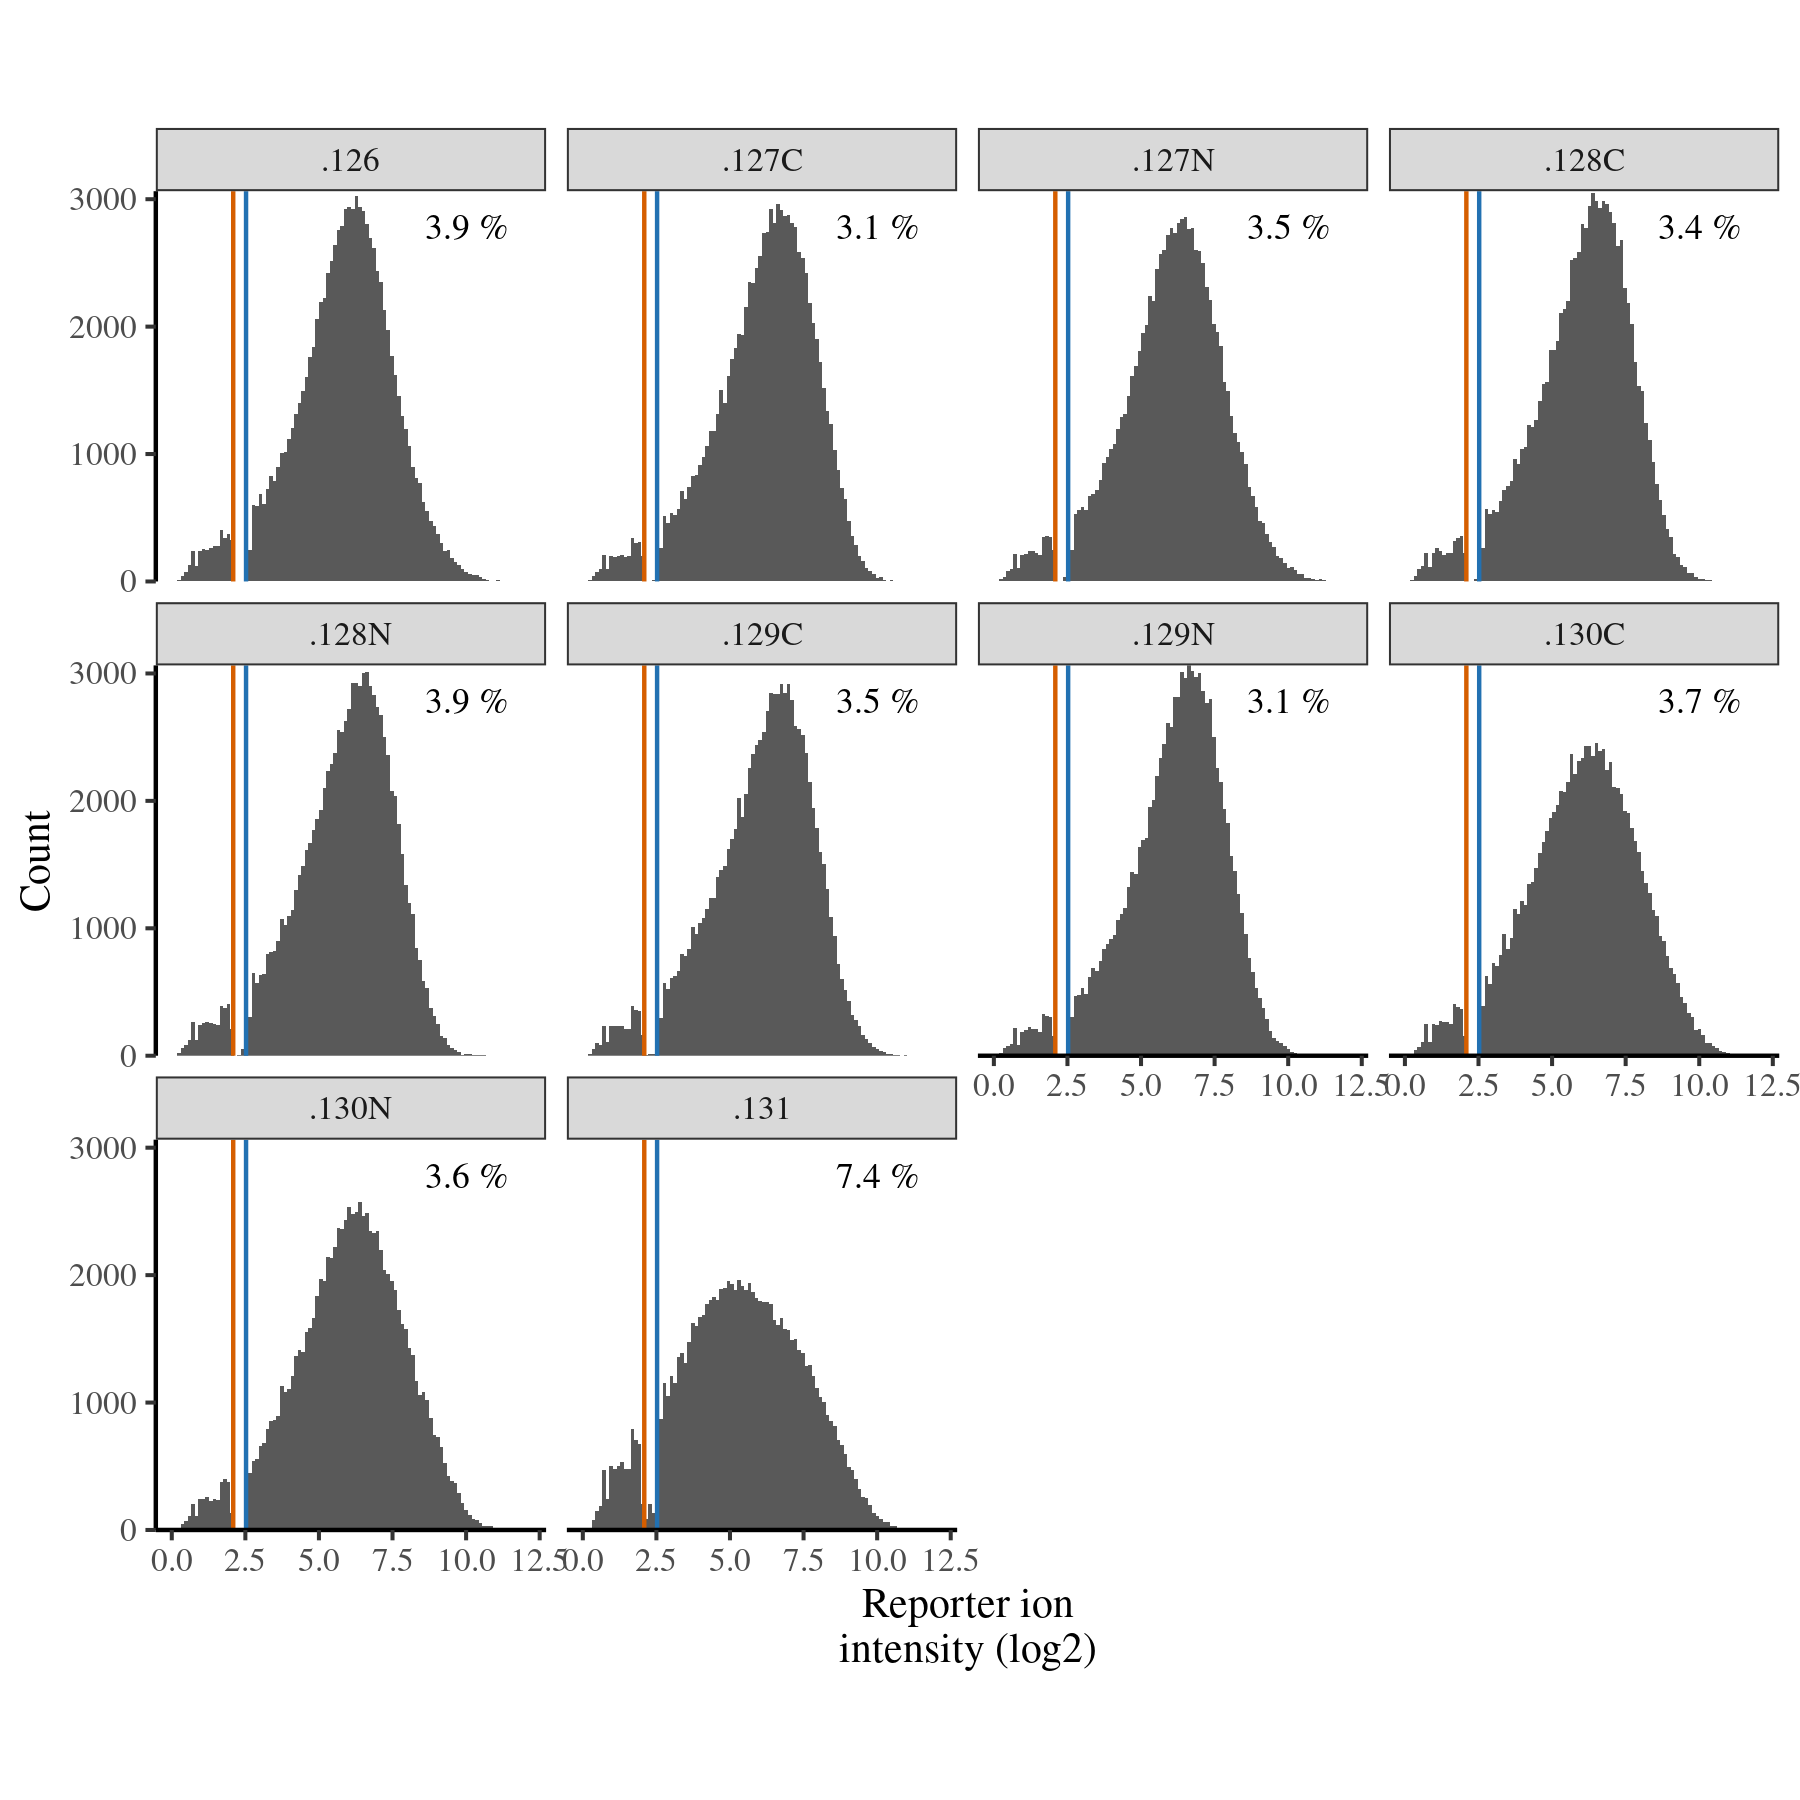 .126 .127C .127N .128C
3000 3.9 % 3.1 % 3.5 % 3.4 %
2000
1000
0
.128N .129C .129N .130C
3000 3.9 % 3.5 % 3.1 % 3.7 %
2000
1000
0
0.0 2.5 5.0 7.5 10.0 12.5 0.0 2.5 5.0 7.5 10.0 12.5
.130N .131
3000 3.6 % 7.4 %
2000
1000
0
0.0 2.5 5.0 7.5 10.0 12.5 0.0 2.5 5.0 7.5 10.0 12.5
Count
Reporter ion
intensity (log2)